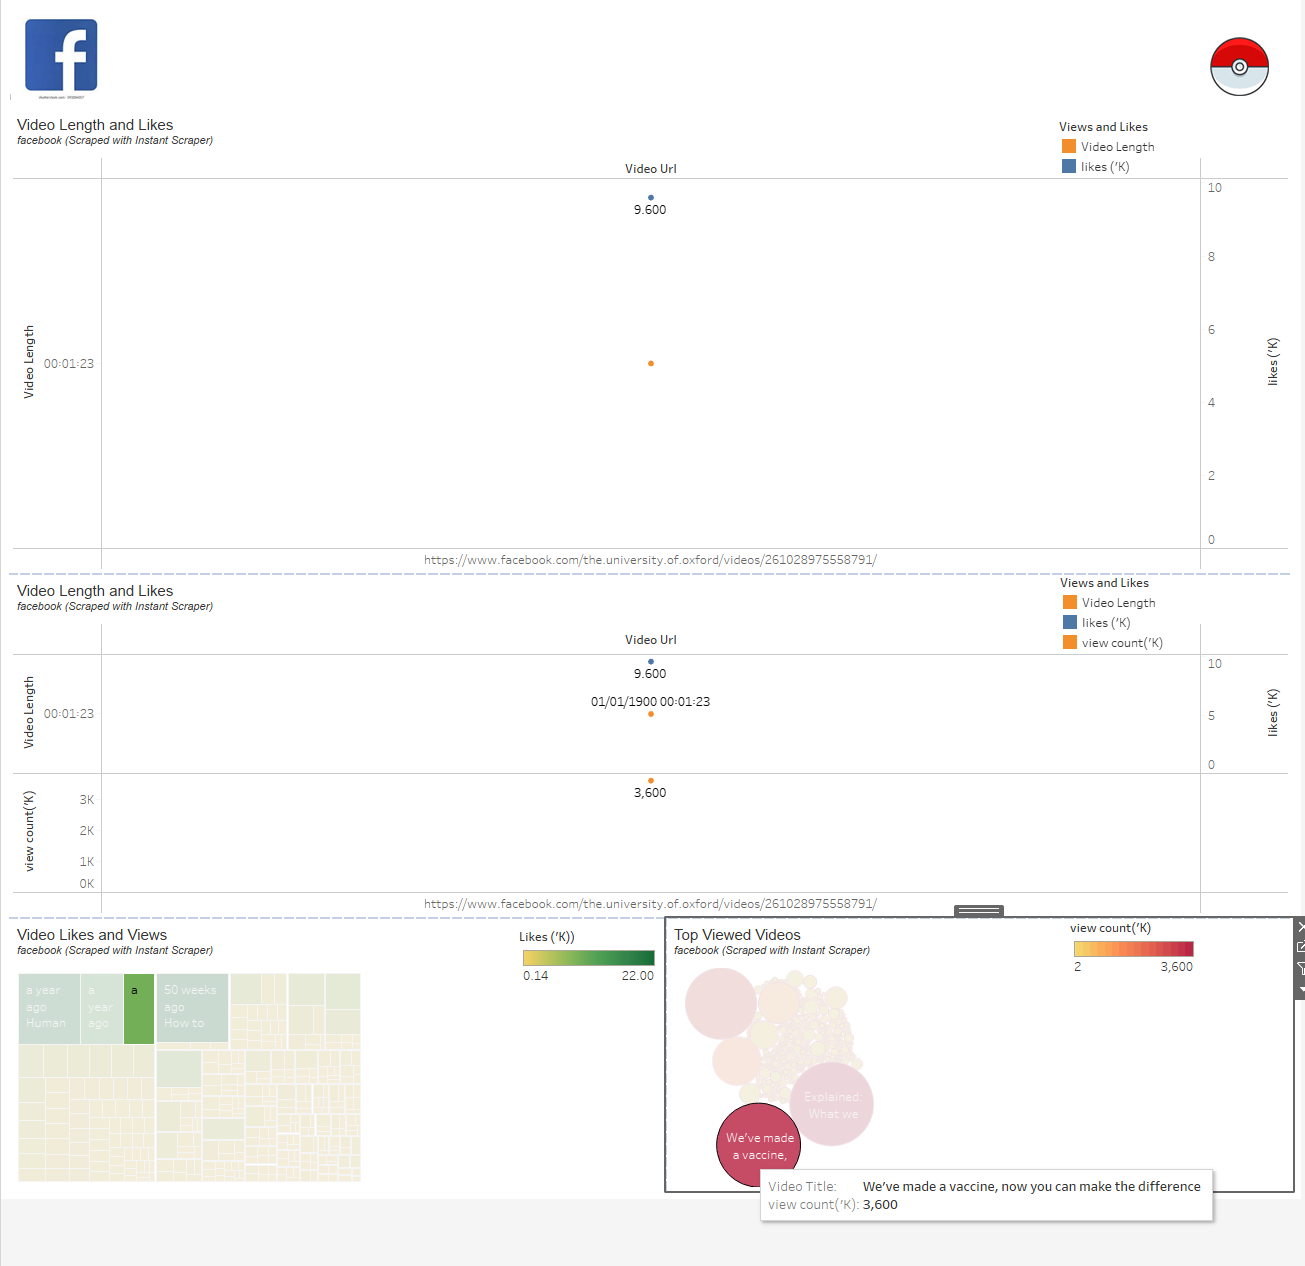 f
Video Length and Likes
facebook (Scraped with Instant Scraper)
Views and Likes
Video Length
likes ('K)
Video Url
10
9.600
8
6
Video Length
00:01:23
likes ('K)
4
2
0
https://www.facebook.com/the.university.of.oxford/videos/261028975558791/
Video Length and Likes
facebook (Scraped with Instant Scraper)
Views and Likes
Video Length
likes ('K)
view count('K)
Video Url
10
9.600
01/01/1900 00:01:23
Video Length
00:01:23
5
likes ('K)
0
view count('K)
3K
3,600
2K
1K
0K
https://www.facebook.com/the.university.of.oxford/videos/261028975558791/
Video Likes and Views
facebook (Scraped with Instant Scraper)
Likes ('K))
0.14 22.00
a year
ago
Human
a
year
ago
a
50 weeks
ago
How to
Top Viewed Videos
facebook (Scraped with Instant Scraper)
view count('K)
2 3,600
Explained:
What we
We've made
a vaccine,
Video Title: We've made a vaccine, now you can make the difference
view count('K): 3,600